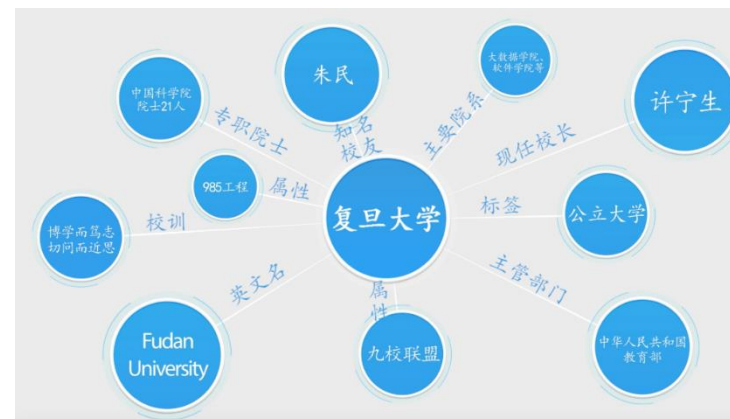 大数据学院、
软件学院等
朱民
中国科学院
院士21人
许宁生
专职院士
知名
校友
主要院系
现任校长
985工程
属性
标签
公立大学
复旦大学
校训
博学而笃志
切问而近思
英文名
属
性
主管部门
Fudan
University
九校联盟
中华人民共和国
教育部